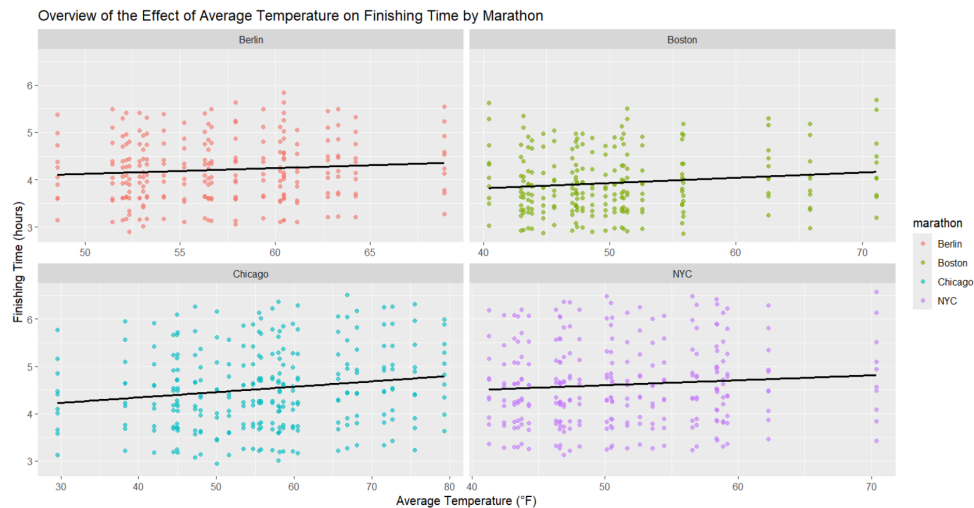 Overview of the Effect of Average Temperature on Finishing Time by Marathon
Berlin
Boston
6
5
4
3
50
55
60
65
40
50
60
70
Chicago
NYC
6
5
4
3
30
40
50
60
70
80
40
50
60
70
Finishing Time (hours)
Average Temperature (°F)
marathon
Berlin
Boston
Chicago
NYC